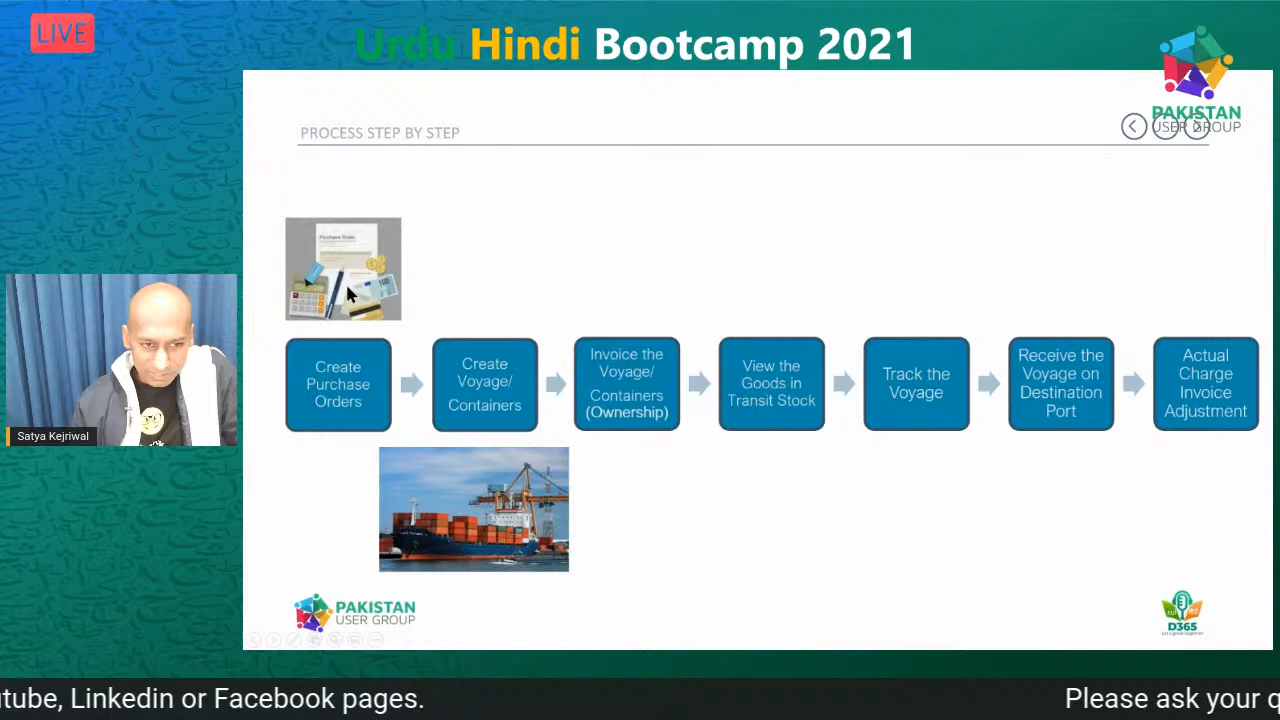 LIVE
Urdu Hindi Bootcamp 2021
PAKISTAN
USER GROUP
PROCESS STEP BY STEP
Purchase Order
Create
Purchase
Orders
Create
Voyage/
Containers
Invoice the
Voyage/
Containers
(Ownership)
View the
Goods in
Transit Stock
Track the
Voyage
Receive the
Voyage on
Destination
Port
Actual
Charge
Invoice
Adjustment
Satya Kejriwal
PAKISTAN
USER GROUP
D365
utube, Linkedin or Facebook pages.
Please ask your q